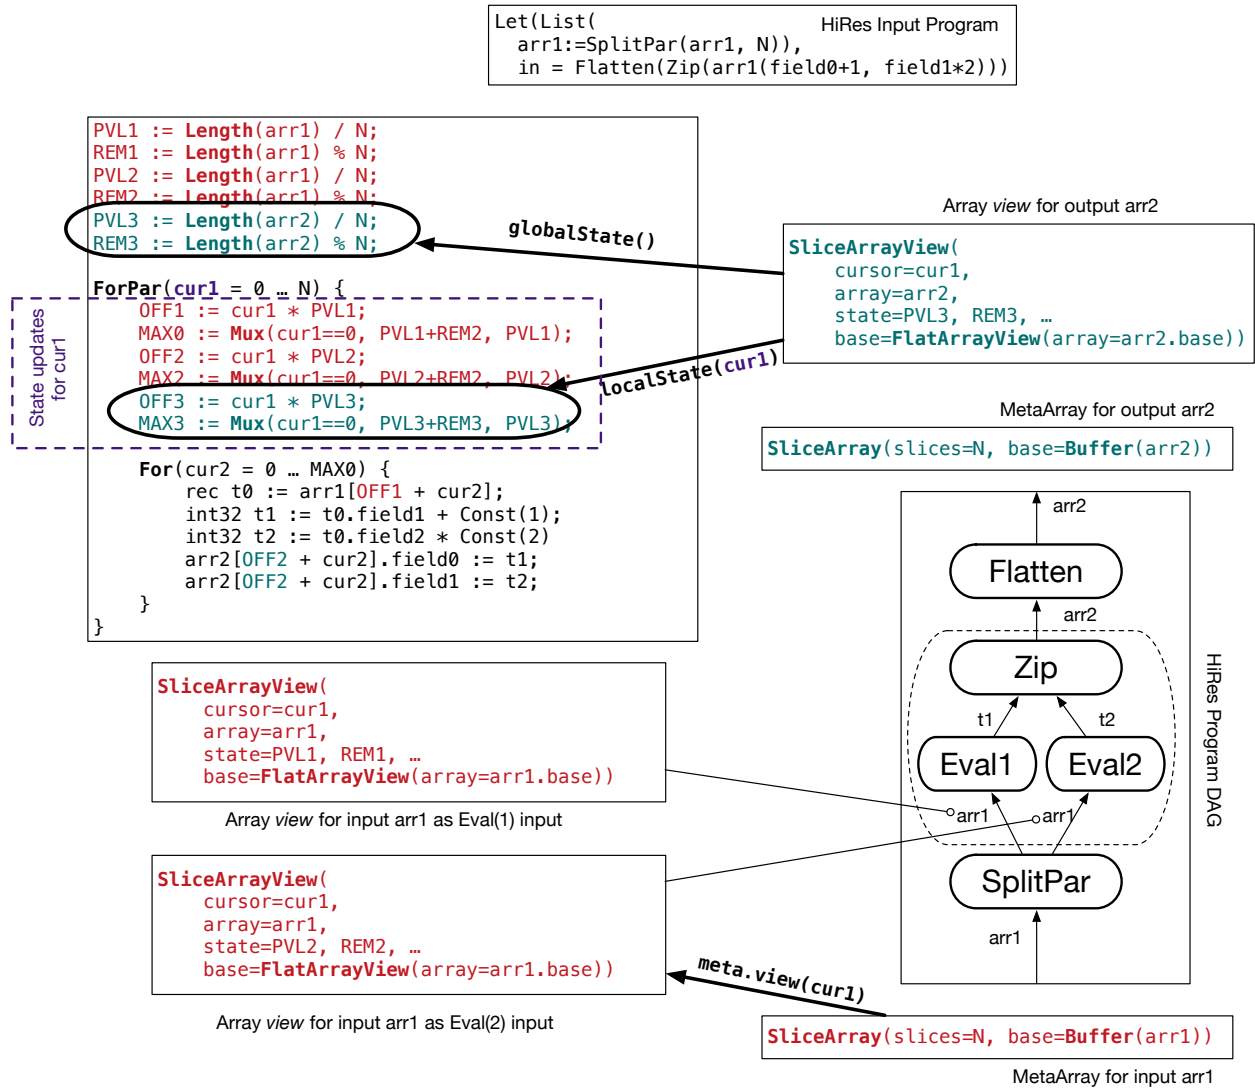 Let(List(
HiRes Input Program
arr1:=SplitPar(arr1, N)),
in = Flatten(Zip(arr1(field0+1, field1*2)))
PVL1 := Length(arr1) / N;
REM1 := Length(arr1) % N;
PVL2 := Length(arr1) / N;
REM2 := Length(arr1) % N;
PVL3 := Length(arr2) / N;
REM3 := Length(arr2) % N;
globalState()
ForPar(cur1 = 0 … N) {
State updates
for cur1
OFF1 := cur1 * PVL1;
MAX0 := Mux(cur1==0, PVL1+REM2, PVL1);
OFF2 := cur1 * PVL2;
MAX2 := Mux(cur1==0, PVL2+REM2, PVL2);
OFF3 := cur1 * PVL3;
MAX3 := Mux(cur1==0, PVL3+REM3, PVL3);
localState(cur1)
For(cur2 = 0 … MAX0) {
rec t0 := arr1[OFF1 + cur2];
int32 t1 := t0.field1 + Const(1);
int32 t2 := t0.field2 * Const(2)
arr2[OFF2 + cur2].field0 := t1;
arr2[OFF2 + cur2].field1 := t2;
}
}
Array view for output arr2
SliceArrayView(
cursor=cur1,
array=arr2,
state=PVL3, REM3, …
base=FlatArrayView(array=arr2.base))
MetaArray for output arr2
SliceArray(slices=N, base=Buffer(arr2))
arr2
Flatten
arr2
Zip
t1
t2
Eval1
Eval2
arr1
arr1
SplitPar
arr1
HiRes Program DAG
SliceArrayView(
cursor=cur1,
array=arr1,
state=PVL1, REM1, …
base=FlatArrayView(array=arr1.base))
Array view for input arr1 as Eval(1) input
SliceArrayView(
cursor=cur1,
array=arr1,
state=PVL2, REM2, …
base=FlatArrayView(array=arr1.base))
Array view for input arr1 as Eval(2) input
meta.view(cur1)
SliceArray(slices=N, base=Buffer(arr1))
MetaArray for input arr1